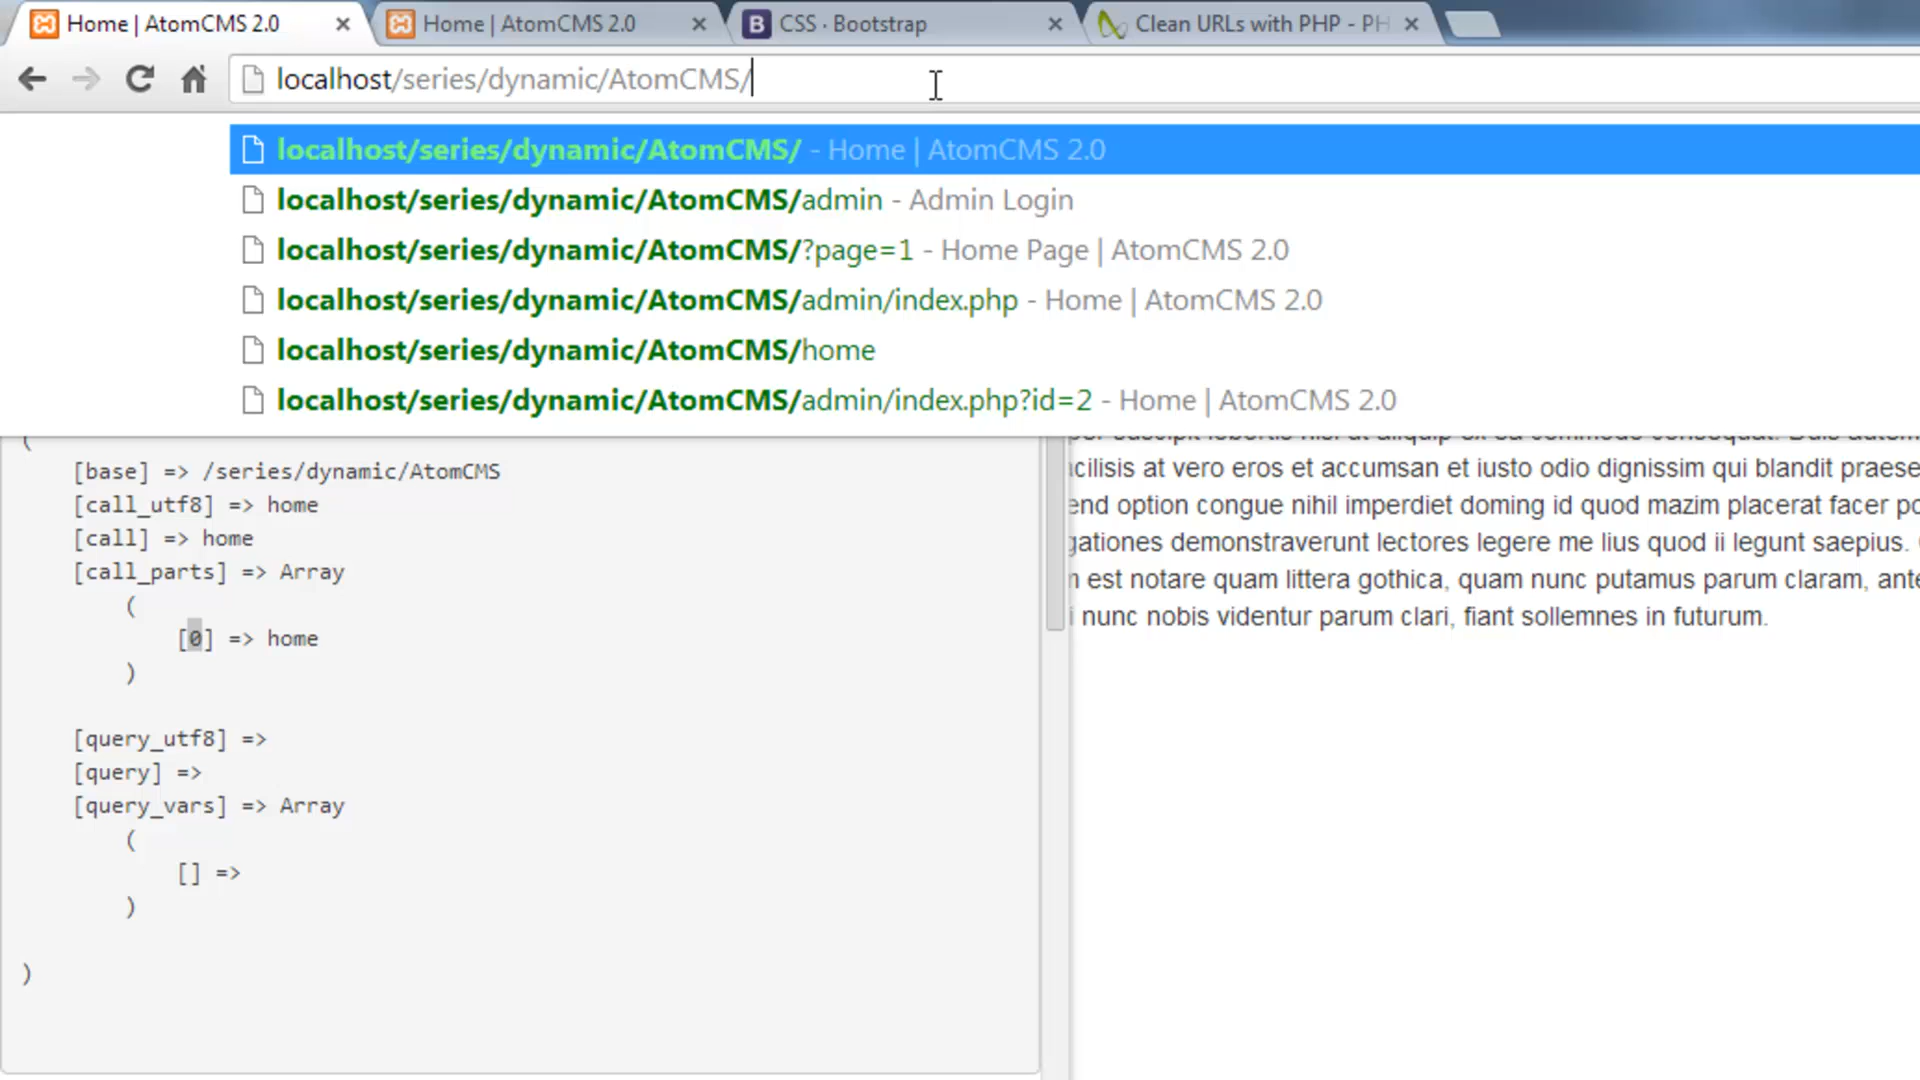 Home | AtomCMS 2.0
Home | AtomCMS 2.0
CSS · Bootstrap
Clean URLs with PHP - PH
localhost/series/dynamic/AtomCMS/
localhost/series/dynamic/AtomCMS/ - Home | AtomCMS 2.0
localhost/series/dynamic/AtomCMS/admin - Admin Login
localhost/series/dynamic/AtomCMS/?page=1 - Home Page | AtomCMS 2.0
localhost/series/dynamic/AtomCMS/admin/index.php - Home | AtomCMS 2.0
localhost/series/dynamic/AtomCMS/home
localhost/series/dynamic/AtomCMS/admin/index.php?id=2 - Home | AtomCMS 2.0
(
[base] => /series/dynamic/AtomCMS
[call_utf8] => home
[call] => home
[call_parts] => Array
(
[0] => home
)
[query_utf8] =>
[query] =>
[query_vars] => Array
(
[] =>
)
)
cilisis at vero eros et accumsan et iusto odio dignissim qui blandit praese
end option congue nihil imperdiet doming id quod mazim placerat facer po
gationes demonstraverunt lectores legere me lius quod ii legunt saepius.
est notare quam littera gothica, quam nunc putamus parum claram, ante
i nunc nobis videntur parum clari, fiant sollemnes in futurum.